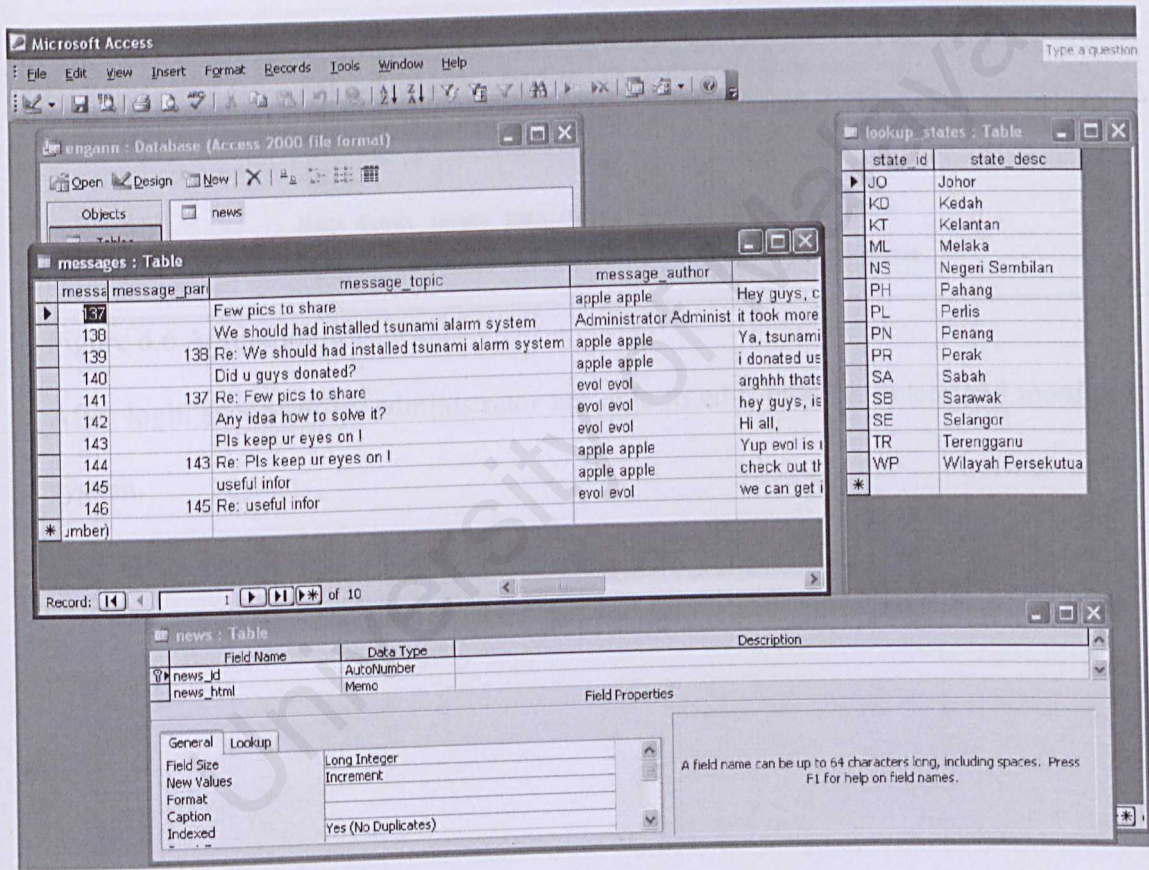 Microsoft Access
Type a question
File Edit View Insert Format Records Tools Window Help
engann : Database (Access 2000 file format)
Open Design New
Objects
news
Tables
lookup_states : Table
state_id state_desc
JO Johor
KD Kedah
KT Kelantan
ML Melaka
NS Negeri Sembilan
PH Pahang
PL Perlis
PN Penang
PR Perak
SA Sabah
SB Sarawak
SE Selangor
TR Terengganu
WP Wilayah Persekutua
messages : Table
messa message_pare message_topic message_author
137 Few pics to share apple apple Hey guys, c
138 We should had installed tsunami alarm system Administrator Administ it took more
139 138 Re: We should had installed tsunami alarm system apple apple Ya, tsunami
140 Did u guys donated? apple apple i donated us
141 137 Re: Few pics to share evol evol arghhh thats
142 Any idea how to solve it? evol evol hey guys, is
143 Pls keep ur eyes on I evol evol Hi all,
144 143 Re: Pls keep ur eyes on I apple apple Yup evol is
145 useful infor apple apple check out th
146 145 Re: useful infor evol evol we can get i
umber)
Record: 1 of 10
news : Table
Field Name Data Type Description
news_id AutoNumber
news_html Memo
Field Properties
General Lookup
Field Size Long Integer
New Values Increment
Format
Caption
Indexed Yes (No Duplicates)
A field name can be up to 64 characters long, including spaces. Press
F1 for help on field names.
University of Malaya